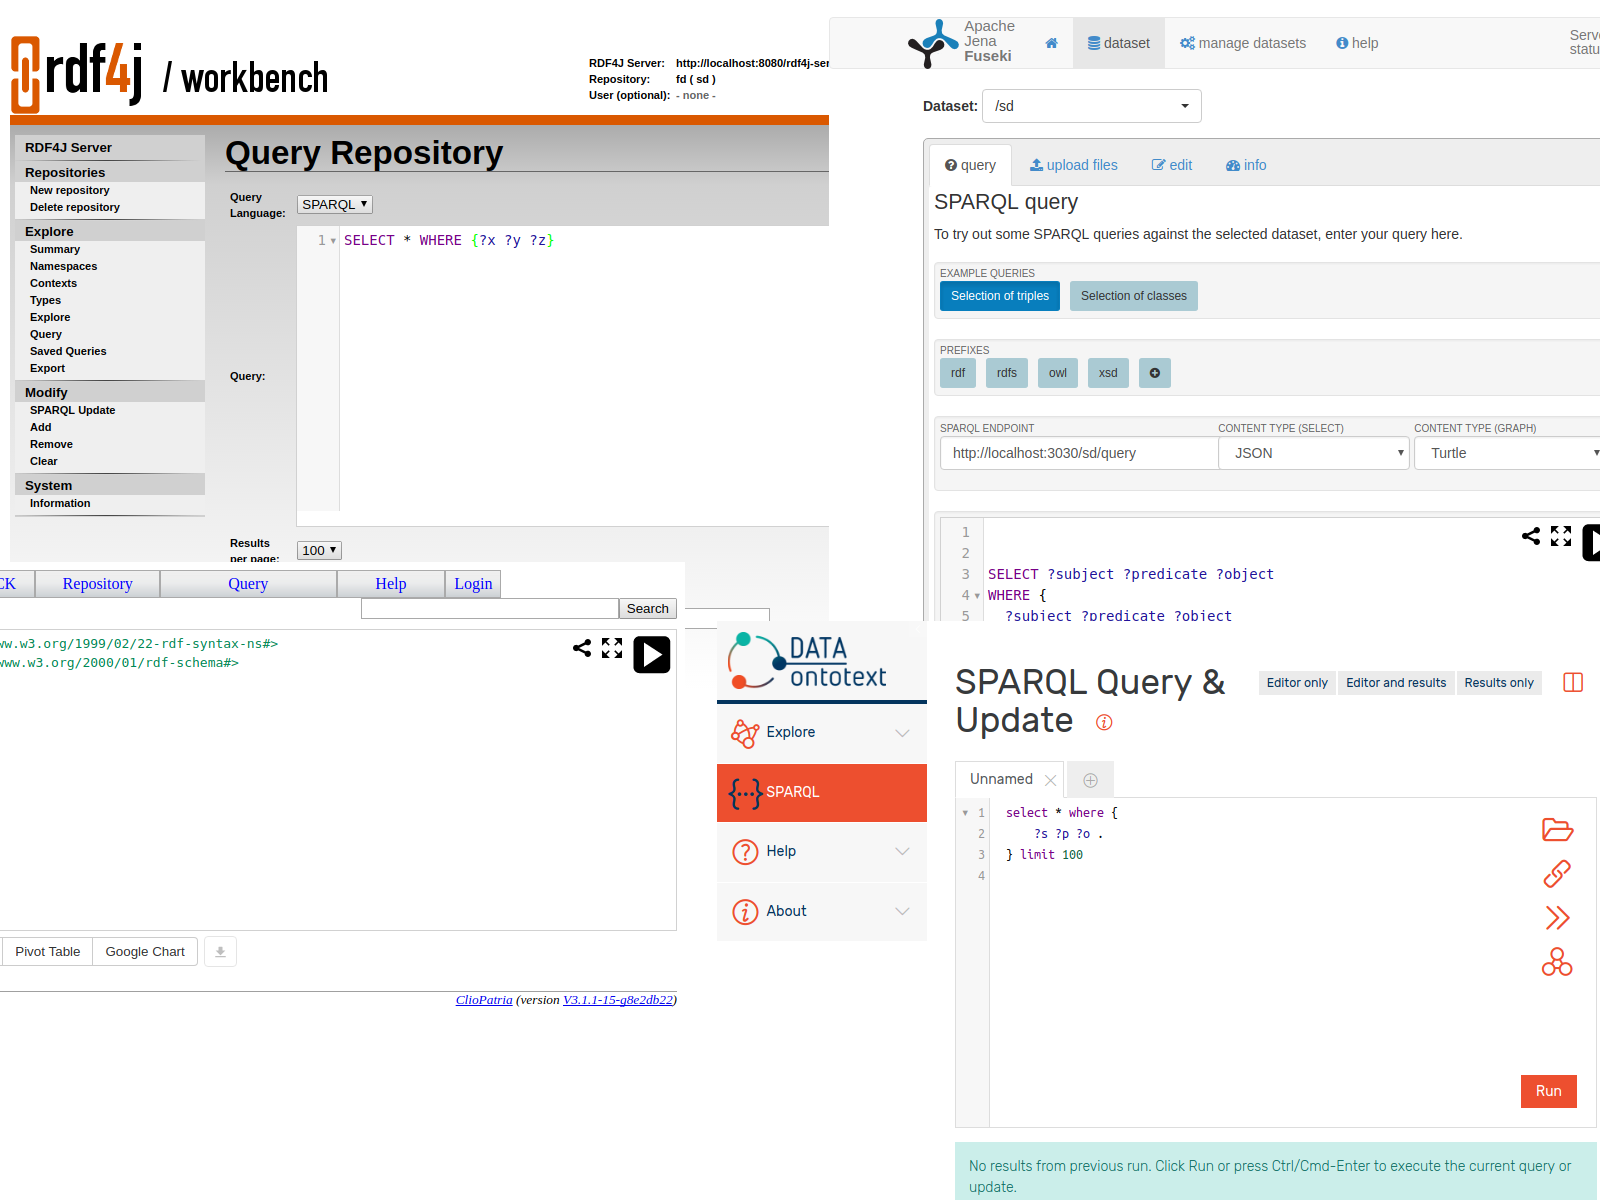 rdf4j / workbench
RDF4J Server: http://localhost:8080/rdf4j-ser
Repository: fd ( sd )
User (optional): - none -
RDF4J Server
Repositories
New repository
Delete repository
Explore
Summary
Namespaces
Contexts
Types
Explore
Query
Saved Queries
Export
Modify
SPARQL Update
Add
Remove
Clear
System
Information
Query Repository
Query
Language:
SPARQL
1 SELECT * WHERE {?x ?y ?z}
Query:
Results
per page:
100
Apache
Jena
Fuseki
dataset
manage datasets
help
Serve
statu
Dataset: /sd
query
upload files
edit
info
SPARQL query
To try out some SPARQL queries against the selected dataset, enter your query here.
EXAMPLE QUERIES
Selection of triples
Selection of classes
PREFIXES
rdf
rdfs
owl
xsd
SPARQL ENDPOINT
http://localhost:3030/sd/query
CONTENT TYPE (SELECT)
JSON
CONTENT TYPE (GRAPH)
Turtle
1
2
3 SELECT ?subject ?predicate ?object
4 WHERE {
5 ?subject ?predicate ?object
CK
Repository
Query
Help
Login
Search
ww.w3.org/1999/02/22-rdf-syntax-ns#>
www.w3.org/2000/01/rdf-schema#>
Pivot Table
Google Chart
ClioPatria (version V3.1.1-15-g8e2db22)
DATA
ontotext
Explore
SPARQL
Help
About
SPARQL Query &
Update
Editor only
Editor and results
Results only
Unnamed
1 select * where {
2 ?s ?p ?o .
3 } limit 100
4
Run
No results from previous run. Click Run or press Ctrl/Cmd-Enter to execute the current query or
update.